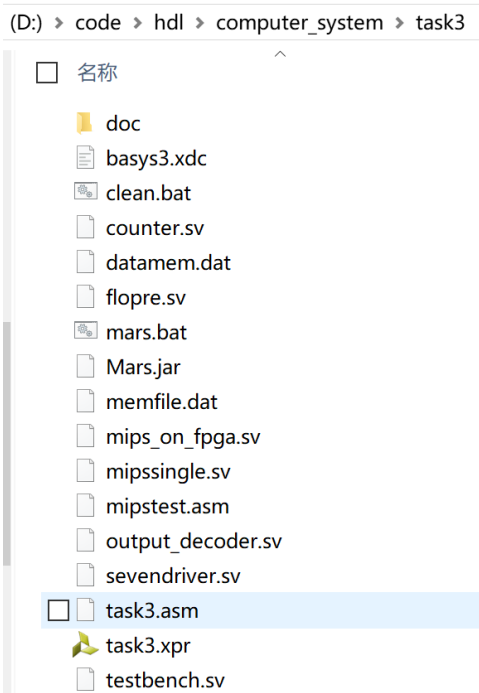 (D:) > code > hdl > computer_system > task3
名称
doc
basys3.xdc
clean.bat
counter.sv
datamem.dat
flopre.sv
mars.bat
Mars.jar
memfile.dat
mips_on_fpga.sv
mipssingle.sv
mipstest.asm
output_decoder.sv
sevendriver.sv
task3.asm
task3.xpr
testbench.sv